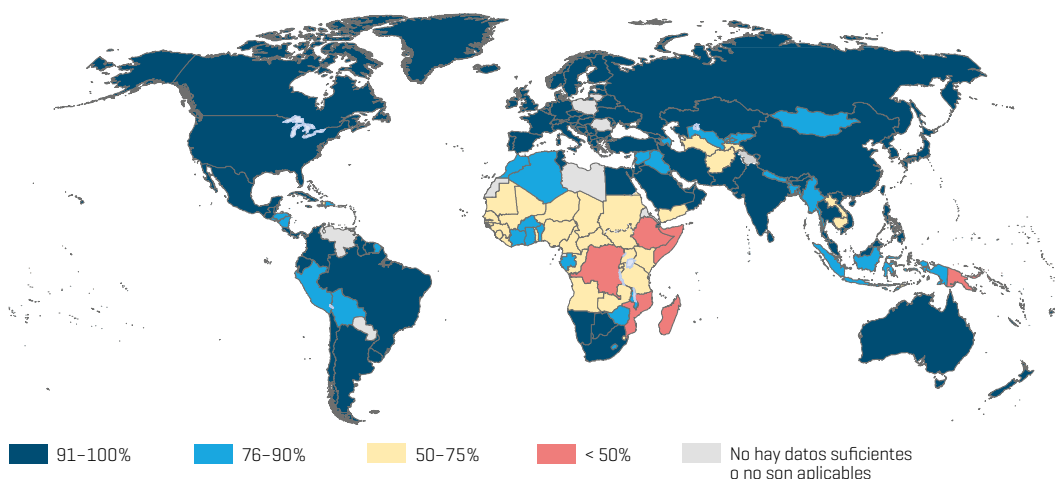 91–100%
76–90%
50–75%
< 50%
No hay datos suficientes
o no son aplicables